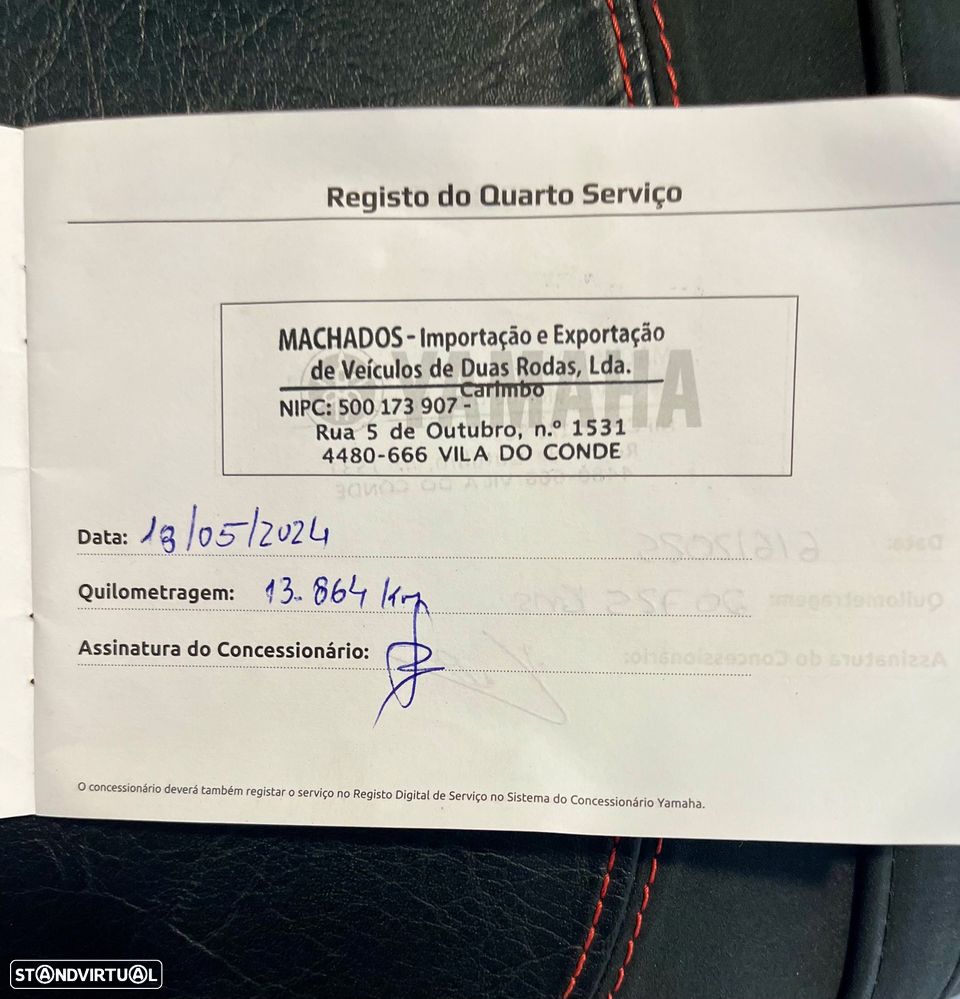 Registo do Quarto Serviço
YAMAHA
MACHADOS - Importação e Exportação
de Veículos de Duas Rodas, Lda.
Carimbo
NIPC: 500 173 907 -
Rua 5 de Outubro, n.º 1531
4480-666 VILA DO CONDE
Data: 18/05/2024
Quilometragem: 13.864 Km
Assinatura do Concessionário:
O concessionário deverá também registar o serviço no Registo Digital de Serviço no Sistema do Concessionário Yamaha.
STANDVIRTUAL